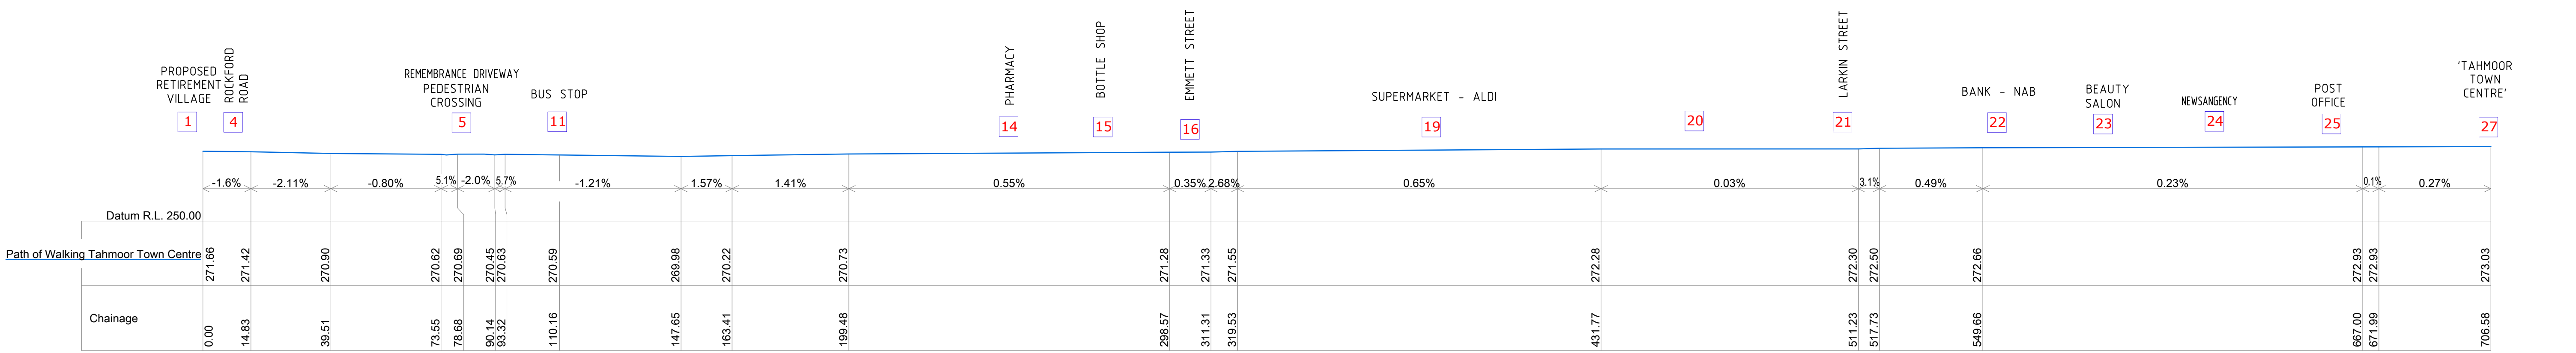 PROPOSED
RETIREMENT
VILLAGE
1
ROCKFORD
ROAD
4
REMEMBRANCE DRIVEWAY
PEDESTRIAN
CROSSING
5
BUS STOP
11
PHARMACY
14
BOTTLE SHOP
15
EMMETT STREET
16
SUPERMARKET - ALDI
19
20
LARKIN STREET
21
BANK - NAB
22
BEAUTY
SALON
23
NEWSANGENCY
24
POST
OFFICE
25
'TAHMOOR
TOWN
CENTRE'
27
-1.6% -2.11% -0.80% 5.1% -2.0% 5.7% -1.21% 1.57% 1.41% 0.55% 0.35% 2.68% 0.65% 0.03% 3.1% 0.49% 0.23% 0.1% 0.27%
Datum R.L. 250.00
Path of Walking Tahmoor Town Centre 271.66 271.42 270.90 270.62 270.69 270.45 270.63 270.59 269.98 270.22 270.73 271.28 271.33 271.55 272.28 272.30 272.50 272.66 272.93 272.93 273.03
Chainage 0.00 14.83 39.51 73.55 78.68 90.14 93.32 110.16 147.65 163.41 199.48 298.57 311.31 319.53 431.77 511.23 517.73 549.66 667.00 671.99 706.58